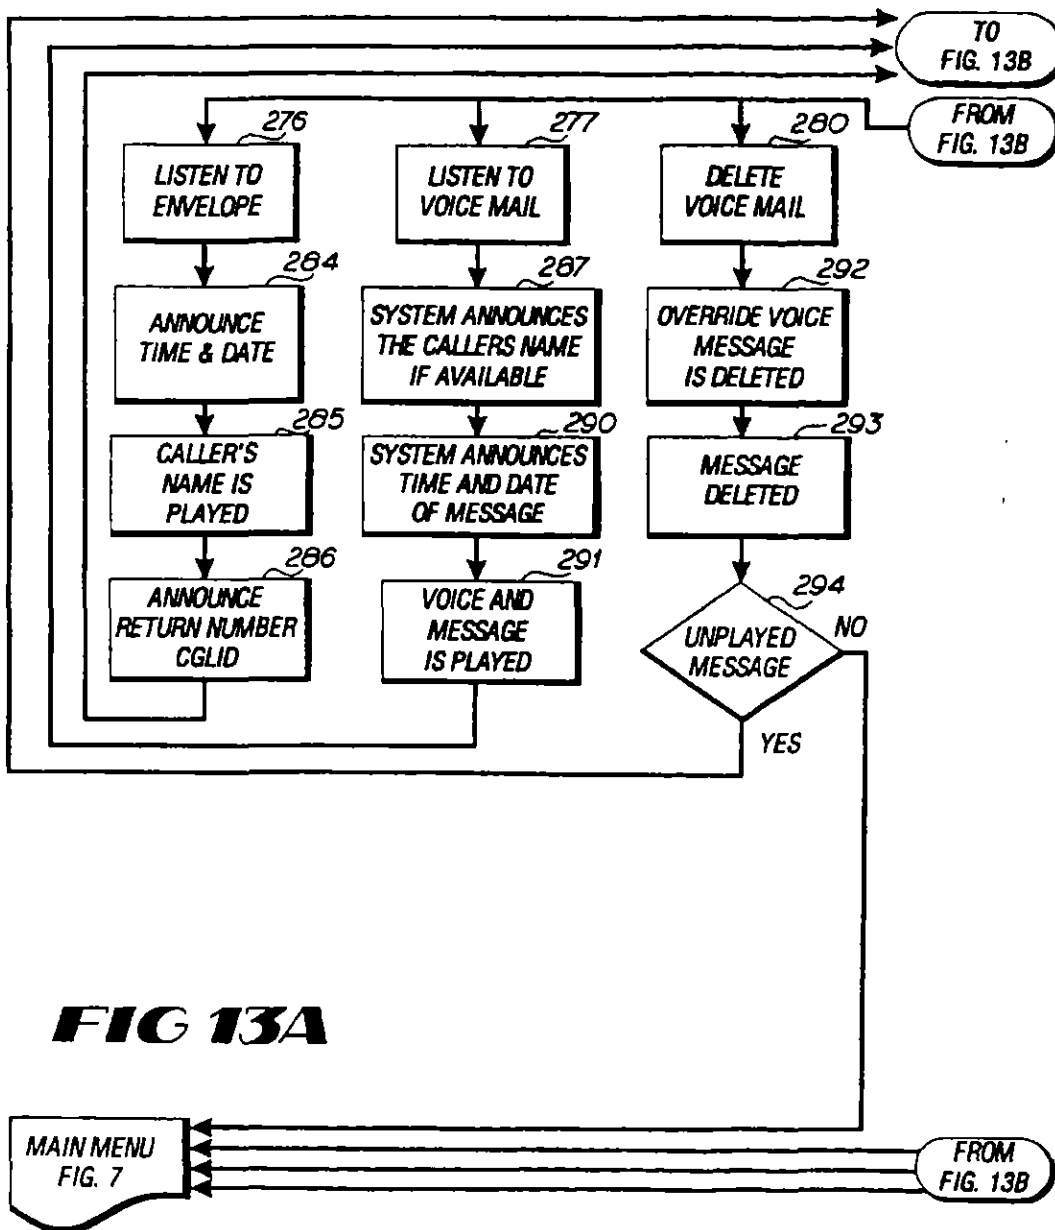 TO
FIG. 13B
FROM
FIG. 13B
276
277
280
LISTEN TO
ENVELOPE
LISTEN TO
VOICE MAIL
DELETE
VOICE MAIL
284
287
292
ANNOUNCE
TIME & DATE
SYSTEM ANNOUNCES
THE CALLERS NAME
IF AVAILABLE
OVERRIDE VOICE
MESSAGE
IS DELETED
285
290
293
CALLER'S
NAME IS
PLAYED
SYSTEM ANNOUNCES
TIME AND DATE
OF MESSAGE
MESSAGE
DELETED
286
291
294
ANNOUNCE
RETURN NUMBER
CGLID
VOICE AND
MESSAGE
IS PLAYED
UNPLAYED
MESSAGE
NO
YES
FIG 13A
MAIN MENU
FIG. 7
FROM
FIG. 13B